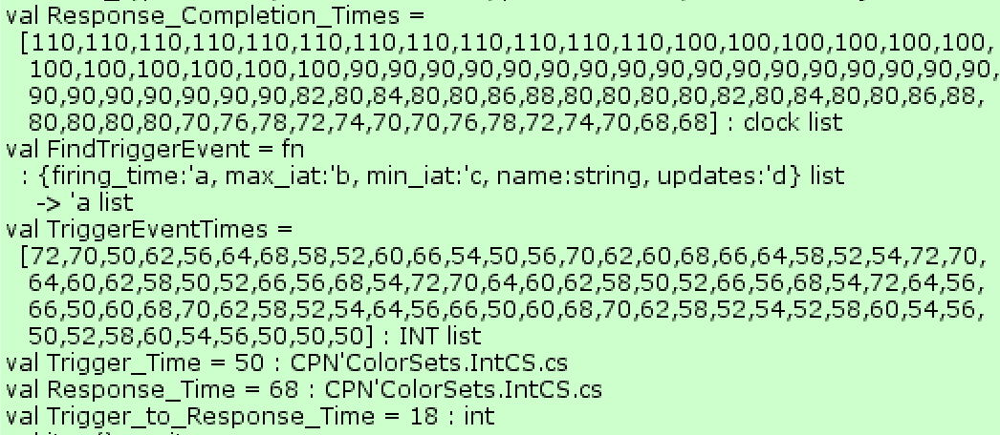 val Response_Completion_Times =
[110,110,110,110,110,110,110,110,110,110,110,110,100,100,100,100,100,100,
100,100,100,100,100,100,90,90,90,90,90,90,90,90,90,90,90,90,90,90,90,90,90,
90,90,90,90,90,90,90,82,80,84,80,80,86,88,80,80,80,80,82,80,84,80,80,86,88,
80,80,80,80,70,76,78,72,74,70,70,76,78,72,74,70,68,68] : clock list
val FindTriggerEvent = fn
: {firing_time:'a, max_iat:'b, min_iat:'c, name:string, updates:'d} list
-> 'a list
val TriggerEventTimes =
[72,70,50,62,56,64,68,58,52,60,66,54,50,56,70,62,60,68,66,64,58,52,54,72,70,
64,60,62,58,50,52,66,56,68,54,72,70,64,60,62,58,50,52,66,56,68,54,72,64,56,
66,50,60,68,70,62,58,52,54,64,56,66,50,60,68,70,62,58,52,54,52,58,60,54,56,
50,52,58,60,54,56,50,50,50] : INT list
val Trigger_Time = 50 : CPN'ColorSets.IntCS.cs
val Response_Time = 68 : CPN'ColorSets.IntCS.cs
val Trigger_to_Response_Time = 18 : int